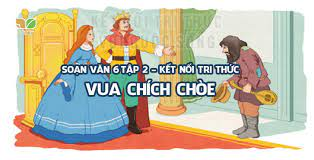 SOẠN VĂN 6 TẬP 2 - KẾT NỐI TRI THỨC
VUA CHÍCH CHÒE